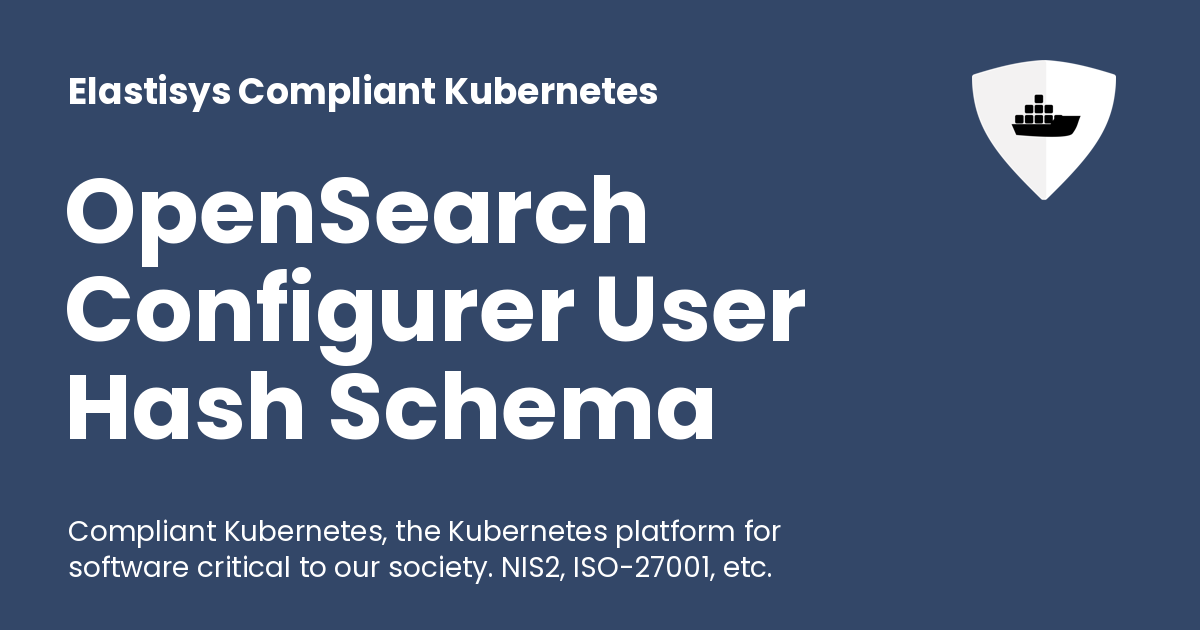 Elastisys Compliant Kubernetes
OpenSearch
Configurer User
Hash Schema
Compliant Kubernetes, the Kubernetes platform for
software critical to our society. NIS2, ISO-27001, etc.